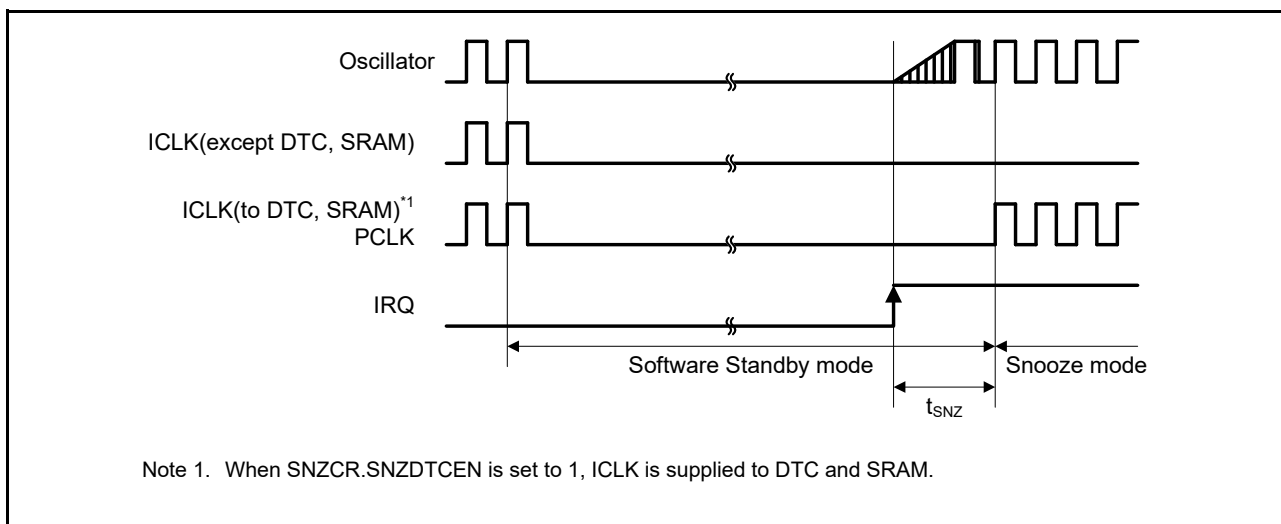 Oscillator
ICLK(except DTC, SRAM)
ICLK(to DTC, SRAM)*1
PCLK
IRQ
Software Standby mode
Snooze mode
tSNZ
Note 1. When SNZCR.SNZDTCEN is set to 1, ICLK is supplied to DTC and SRAM.